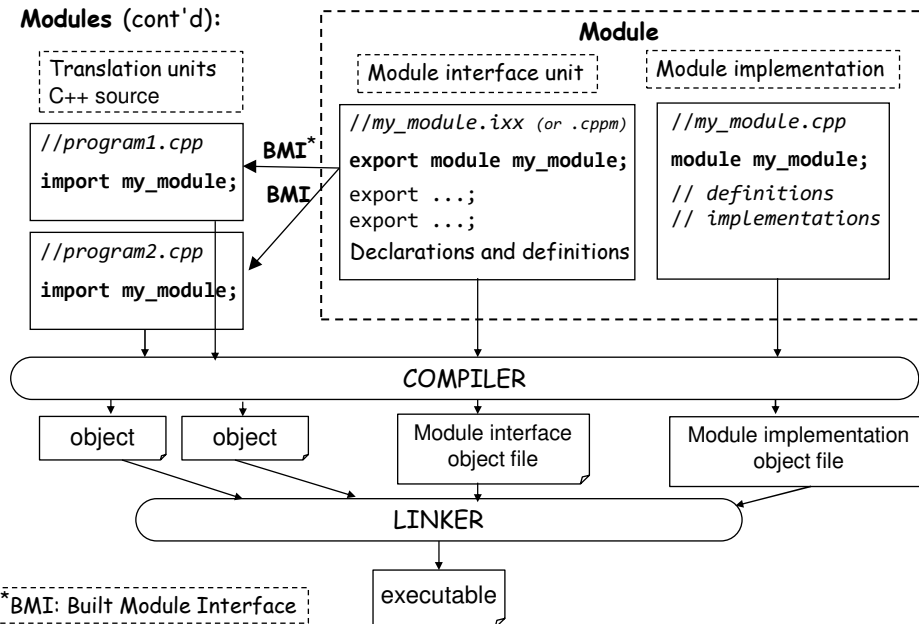 Modules (cont'd):
Module
Translation units
C++ source
Module interface unit
Module implementation
//program1.cpp
import my_module;
BMI*
BMI
//my_module.ixx (or .cppm)
export module my_module;
export ...;
export ...;
Declarations and definitions
//my_module.cpp
module my_module;
// definitions
// implementations
//program2.cpp
import my_module;
COMPILER
object
object
Module interface
object file
Module implementation
object file
LINKER
executable
*BMI: Built Module Interface